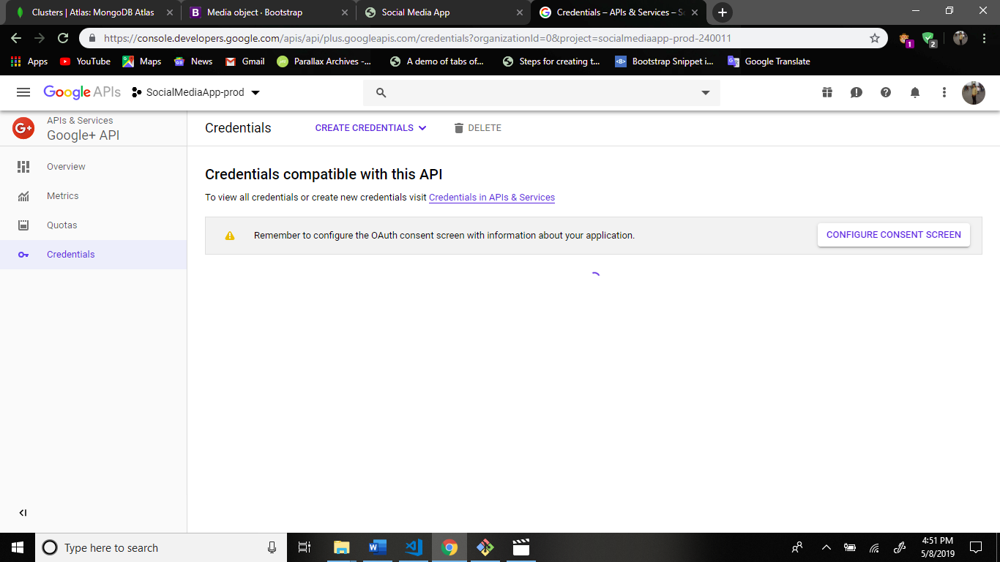 Clusters | Atlas: MongoDB Atlas
Media object · Bootstrap
Social Media App
Credentials – APIs & Services – S
https://console.developers.google.com/apis/api/plus.googleapis.com/credentials?organizationId=0&project=socialmediaapp-prod-240011
1
2
Apps
YouTube
Maps
News
Gmail
Parallax Archives -...
A demo of tabs of...
Steps for creating t...
Bootstrap Snippet i...
Google Translate
Google APIs
SocialMediaApp-prod
G+
APIs & Services
Google+ API
Credentials
CREATE CREDENTIALS
DELETE
Overview
Metrics
Quotas
Credentials
Credentials compatible with this API
To view all credentials or create new credentials visit Credentials in APIs & Services
Remember to configure the OAuth consent screen with information about your application.
CONFIGURE CONSENT SCREEN
Type here to search
4:51 PM
5/8/2019